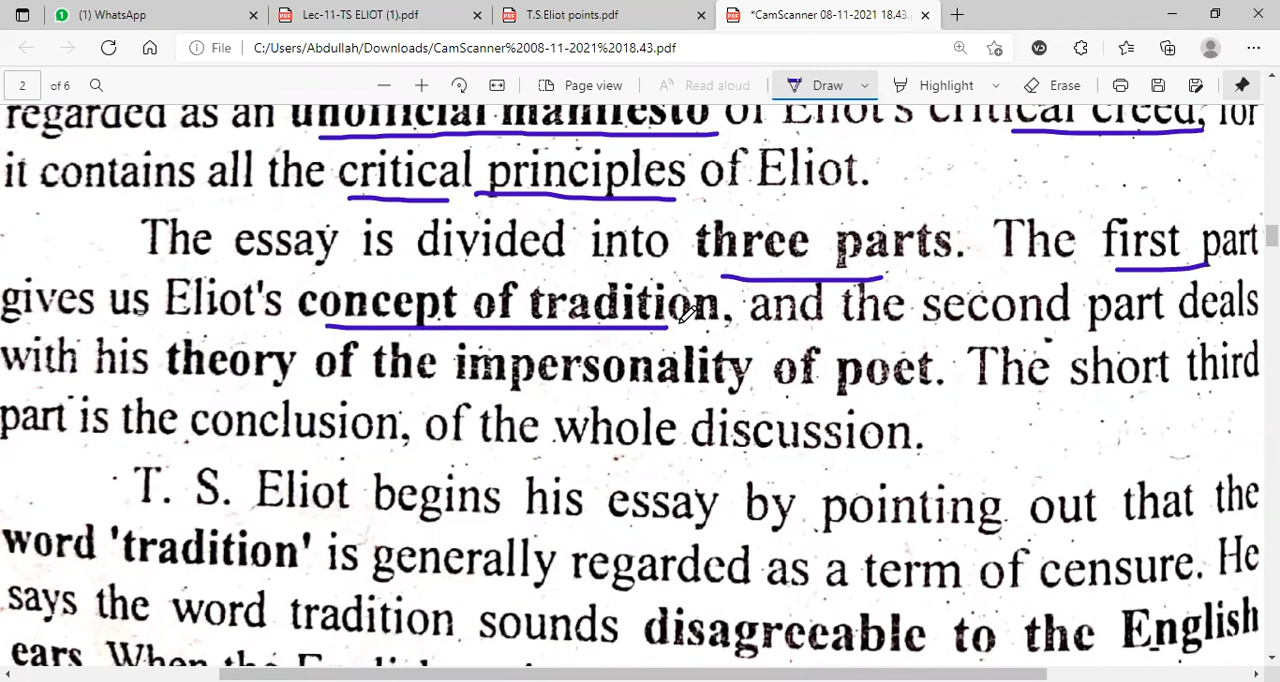 (1) WhatsApp
Lec-11-TS ELIOT (1).pdf
T.S.Eliot points.pdf
*CamScanner 08-11-2021 18.43.
File
C:/Users/Abdullah/Downloads/CamScanner%2008-11-2021%2018.43.pdf
2 of 6
Page view
Read aloud
Draw
Highlight
Erase
regarded as an unofficial manifesto of Eliot's critical creed, for
it contains all the critical principles of Eliot.
The essay is divided into three parts. The first part
gives us Eliot's concept of tradition, and the second part deals
with his theory of the impersonality of poet. The short third
part is the conclusion, of the whole discussion.
T. S. Eliot begins his essay by pointing out that the
word 'tradition' is generally regarded as a term of censure. He
says the word tradition sounds disagreeable to the English
ears. When the English